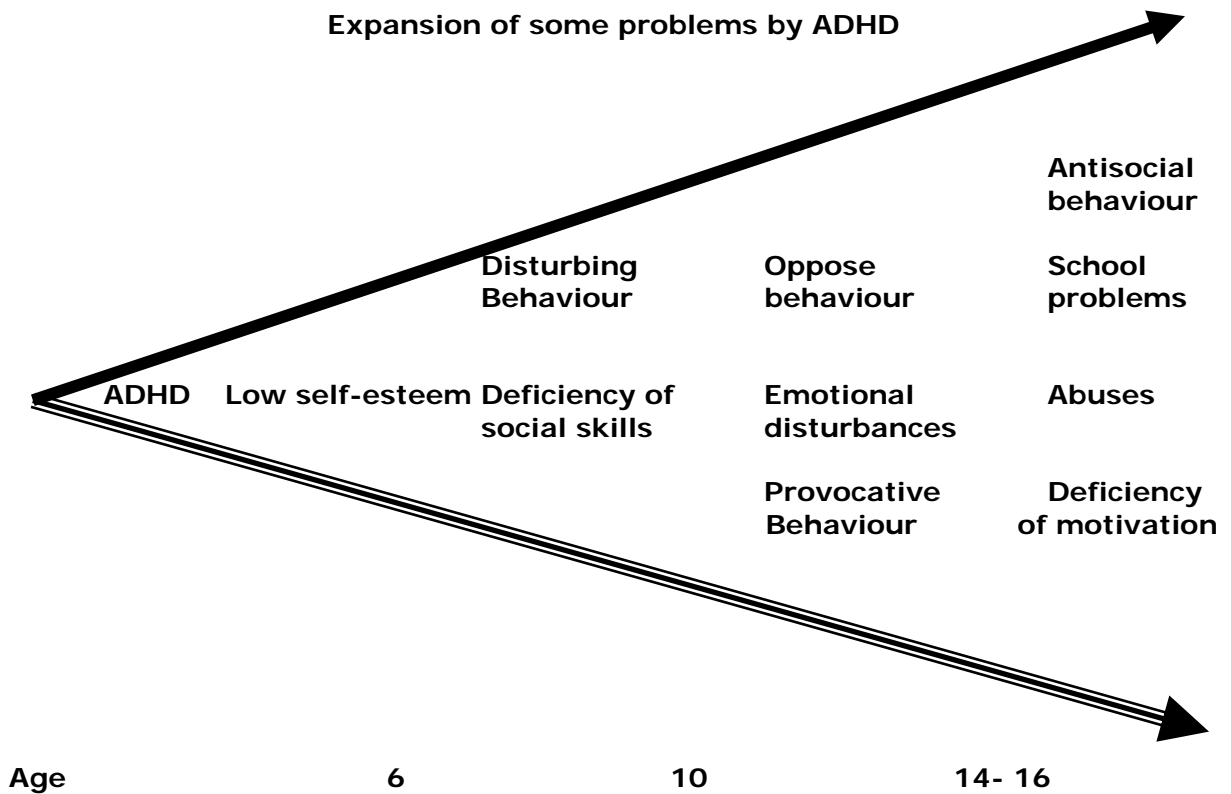 Expansion of some problems by ADHD
Antisocial
behaviour
Disturbing
Behaviour
Oppose
behaviour
School
problems
ADHD
Low self-esteem
Deficiency of
social skills
Emotional
disturbances
Abuses
Provocative
Behaviour
Deficiency
of motivation
Age 6 10 14- 16